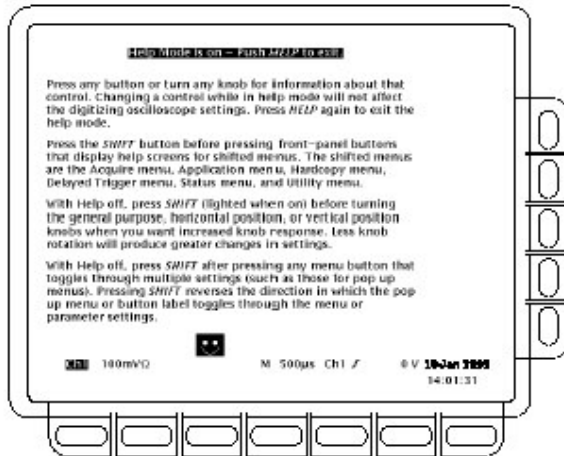 Help Mode is on – Push HELP to exit.
Press any button or turn any knob for information about that
control. Changing a control while in help mode will not affect
the digitizing oscilloscope settings. Press HELP again to exit the
help mode.
Press the SHIFT button before pressing front–panel buttons
that display help screens for shifted menus. The shifted menus
are the Acquire menu, Application menu, Hardcopy menu,
Delayed Trigger menu, Status menu, and Utility menu.
With Help off, press SHIFT (lighted when on) before turning
the general purpose, horizontal position, or vertical position
knobs when you want increased knob response. Less knob
rotation will produce greater changes in settings.
With Help off, press SHIFT after pressing any menu button that
toggles through multiple settings (such as those for pop up
menus). Pressing SHIFT reverses the direction in which the pop
up menu or button label toggles through the menu or
parameter settings.
Ch1 100mVΩ M 500µs Ch1 0 V Jan
14:01:31